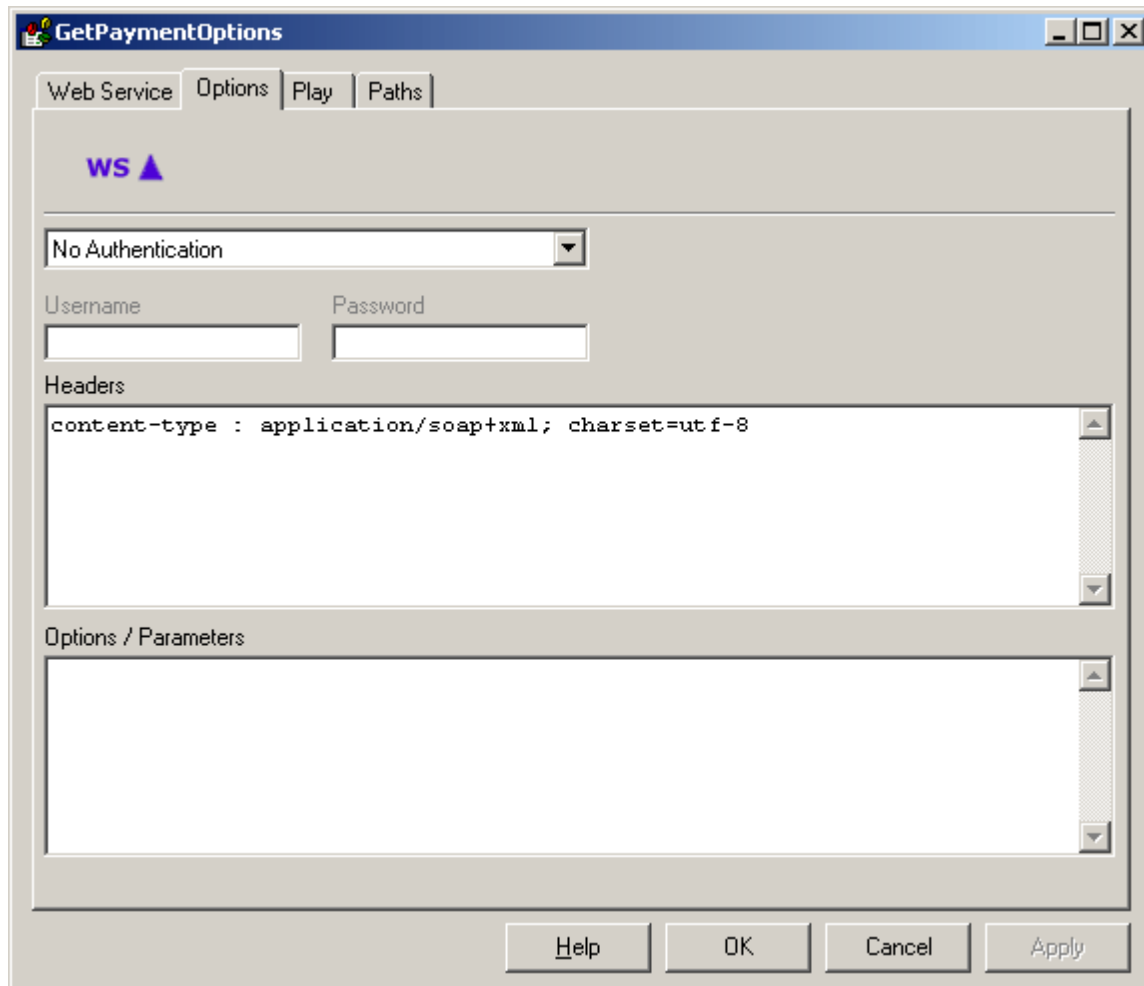 GetPaymentOptions
Web Service Options Play Paths
WS
No Authentication
Username Password
Headers
content-type : application/soap+xml; charset=utf-8
Options / Parameters
Help OK Cancel Apply